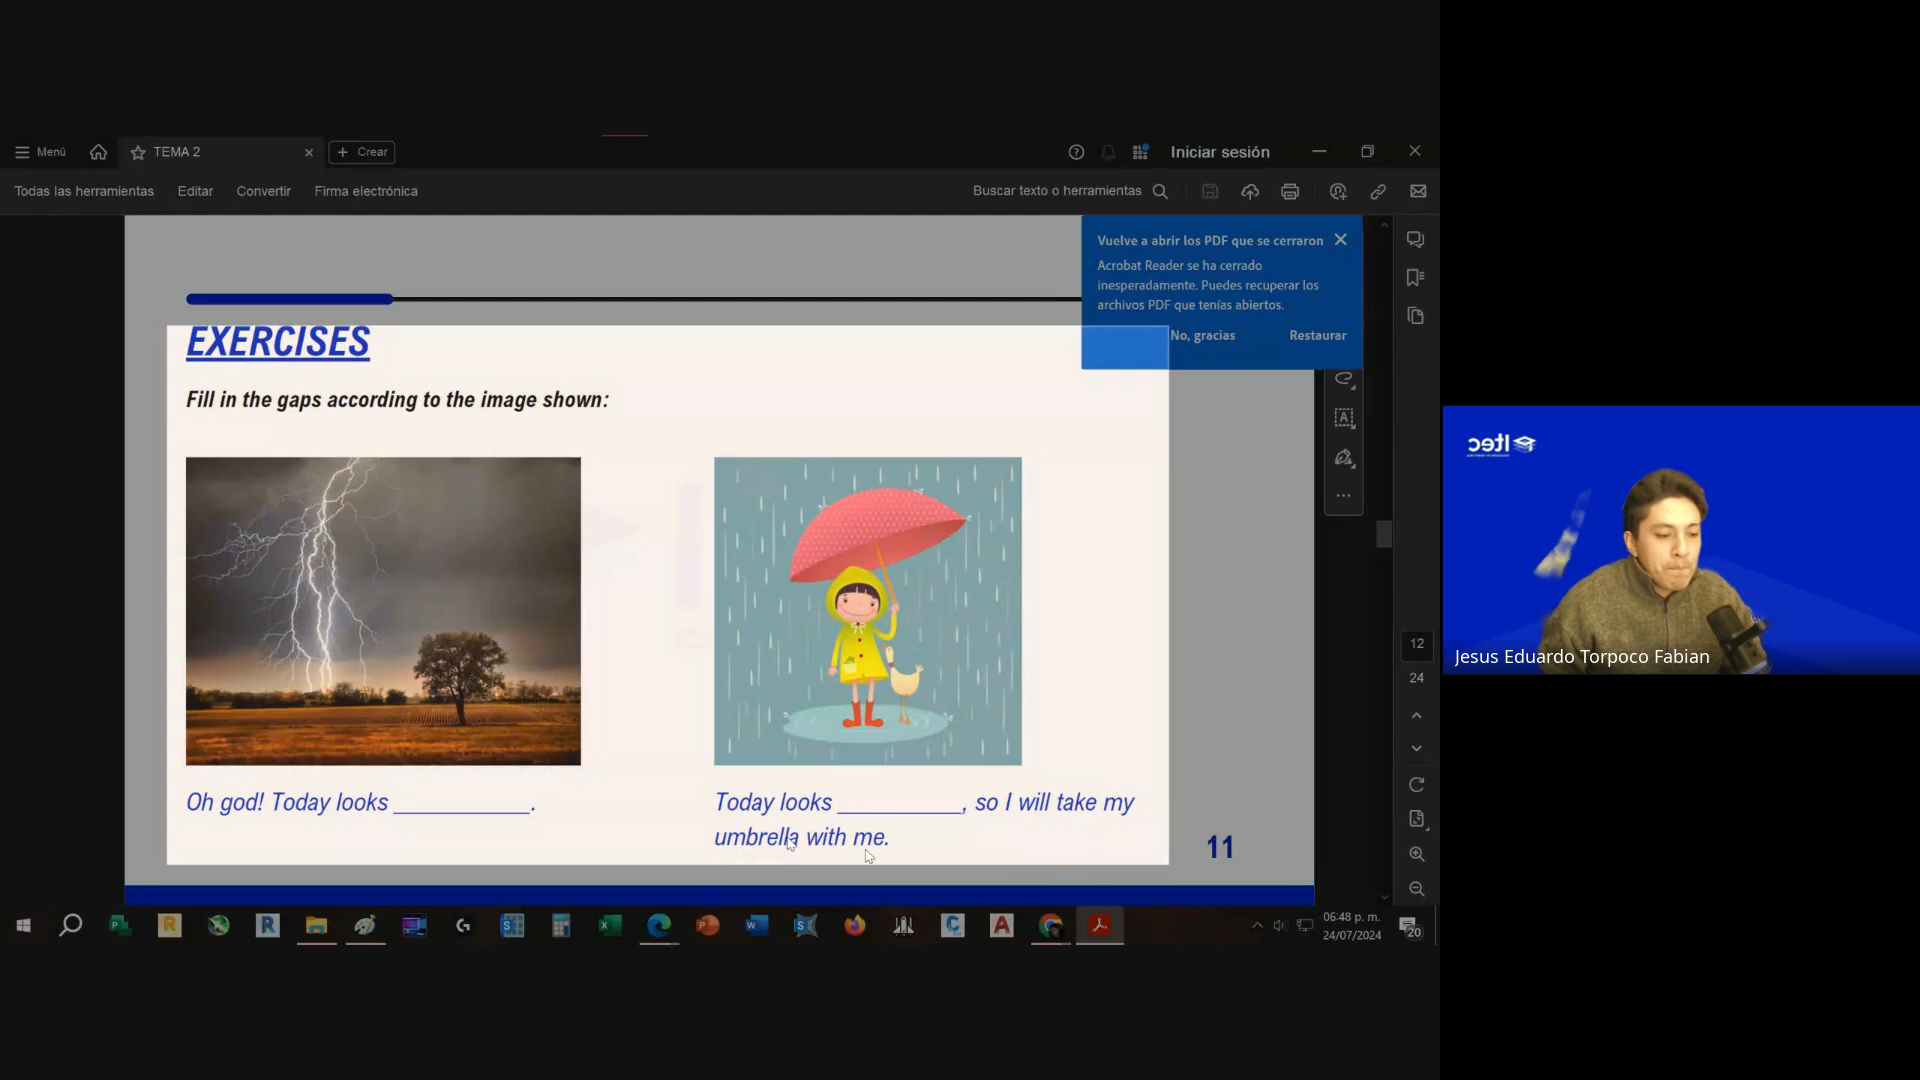 Menú
TEMA 2
Crear
Iniciar sesión
Todas las herramientas
Editar
Convertir
Firma electrónica
Buscar texto o herramientas
Vuelve a abrir los PDF que se cerraron
Acrobat Reader se ha cerrado
inesperadamente. Puedes recuperar los
archivos PDF que tenías abiertos.
No, gracias
Restaurar
EXERCISES
Fill in the gaps according to the image shown:
Oh god! Today looks ___________.
Today looks __________, so I will take my
umbrella with me.
11
12
24
Itec
Jesus Eduardo Torpoco Fabian
06:48 p. m.
24/07/2024
20